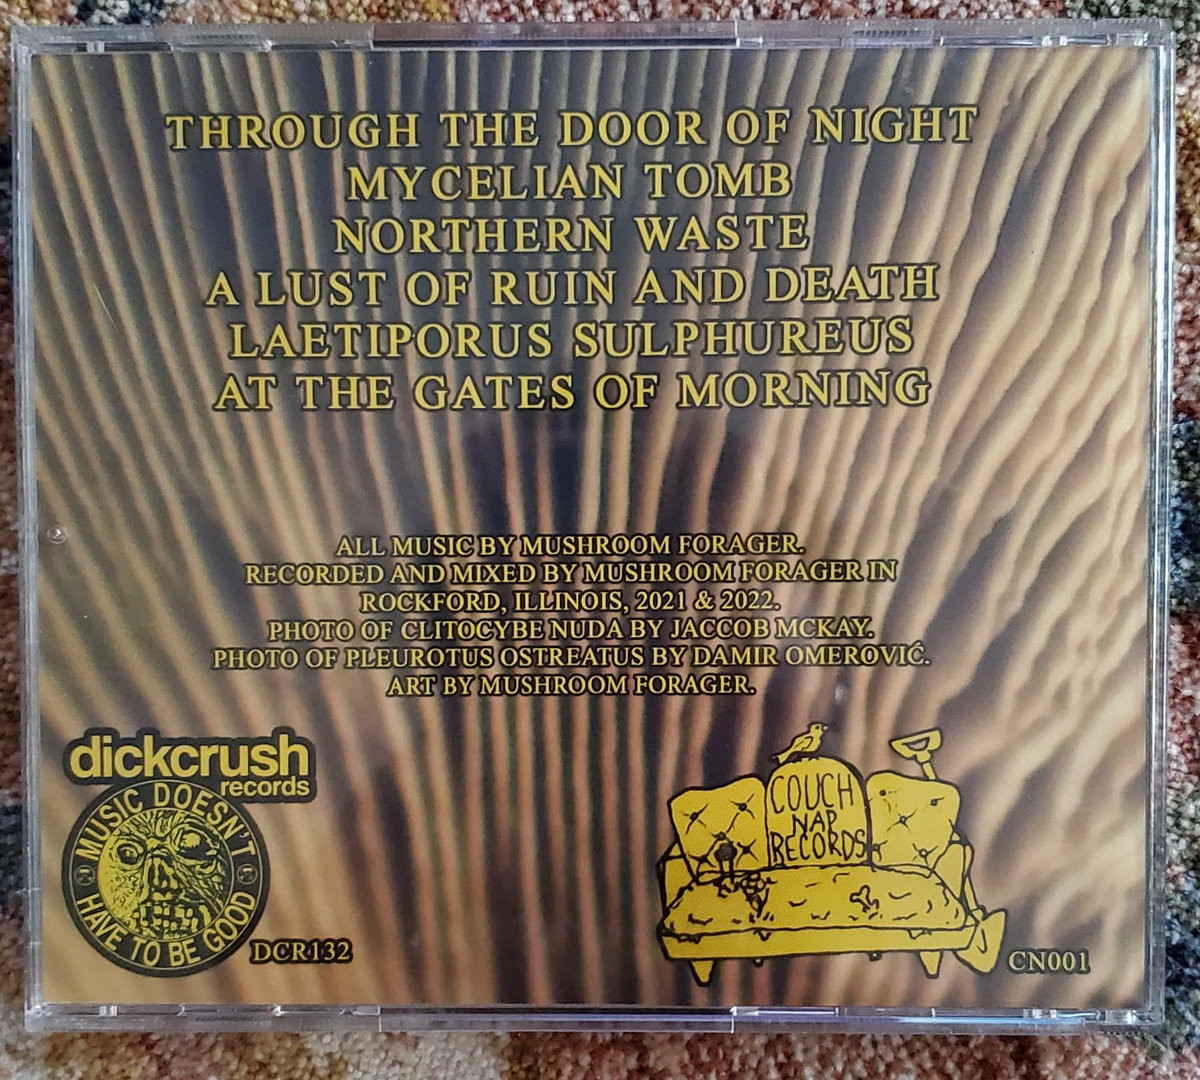 THROUGH THE DOOR OF NIGHT
MYCELIAN TOMB
NORTHERN WASTE
A LUST OF RUIN AND DEATH
LAETIPORUS SULPHUREUS
AT THE GATES OF MORNING
ALL MUSIC BY MUSHROOM FORAGER.
RECORDED AND MIXED BY MUSHROOM FORAGER IN
ROCKFORD, ILLINOIS, 2021 & 2022.
PHOTO OF CLITOCYBE NUDA BY JACCOB MCKAY.
PHOTO OF PLEUROTUS OSTREATUS BY DAMIR OMEROVIĆ.
ART BY MUSHROOM FORAGER.
dickcrush
records
MUSIC DOESN'T
HAVE TO BE GOOD
DCR132
COUCH
NAP
RECORDS
CN001